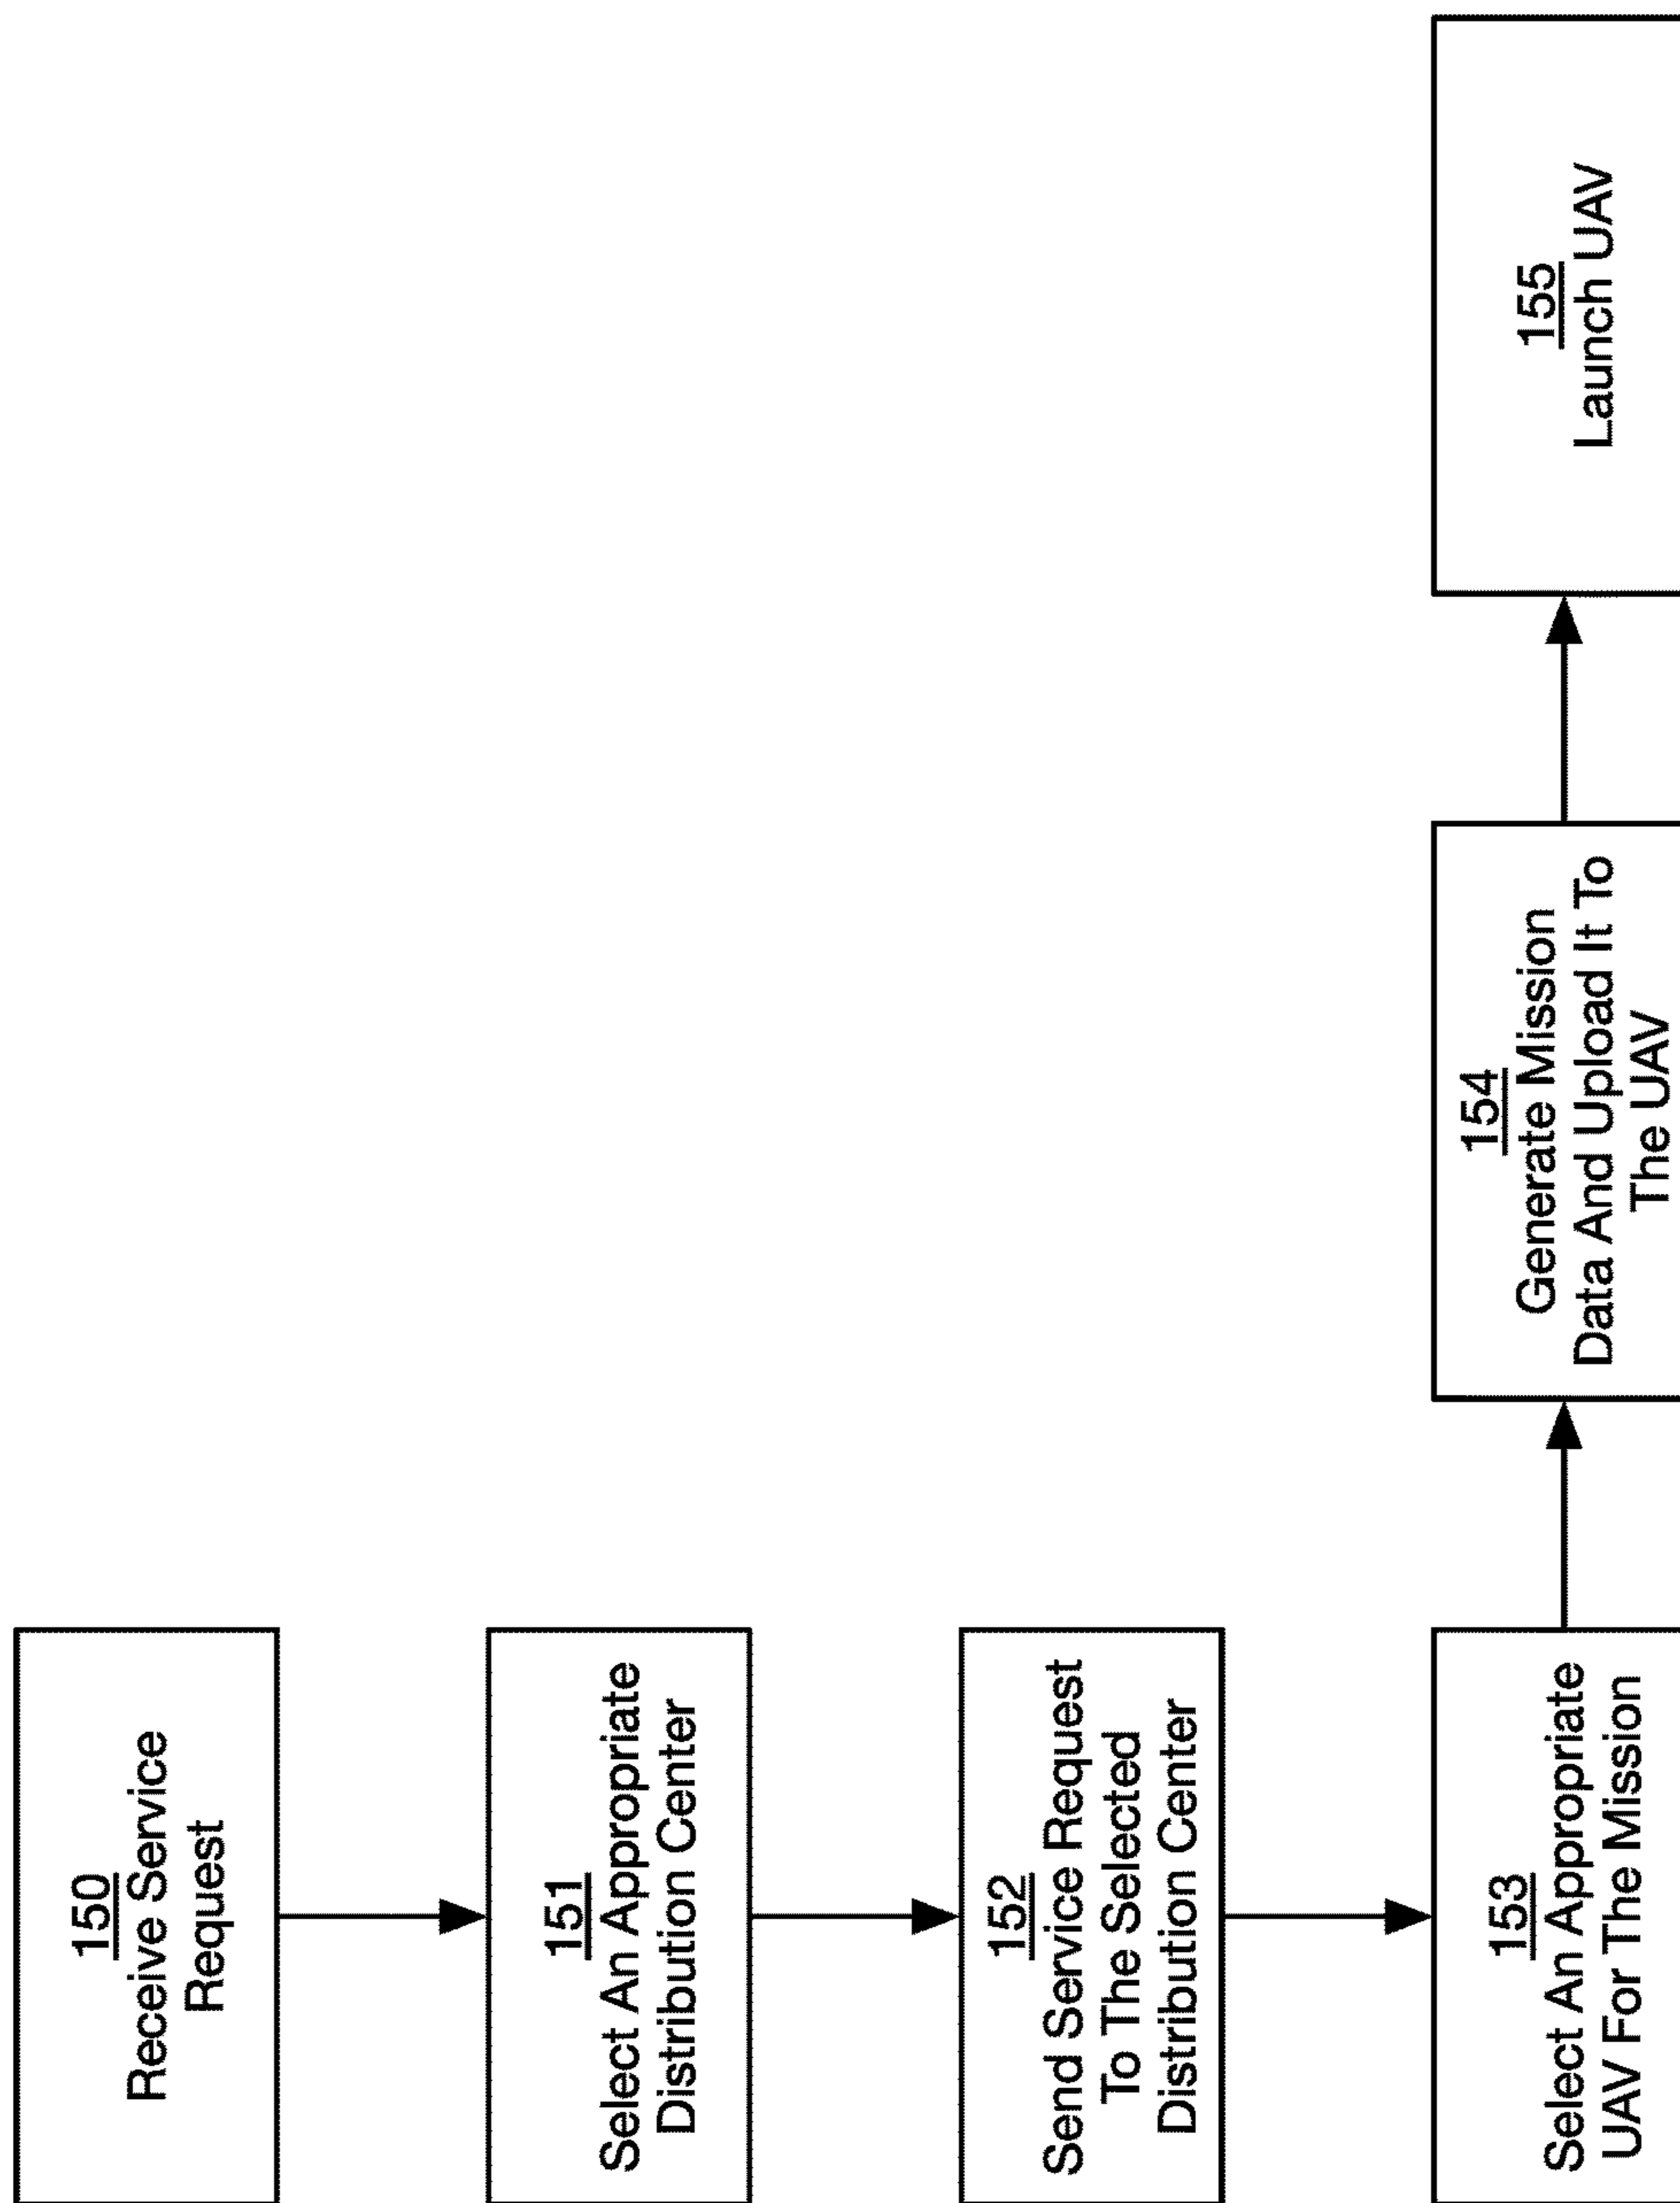 150
Receive Service
Request
151
Select An Appropriate
Distribution Center
152
Send Service Request
To The Selected
Distribution Center
153
Select An Appropriate
UAV For The Mission
154
Generate Mission
Data And Upload It To
The UAV
155
Launch UAV